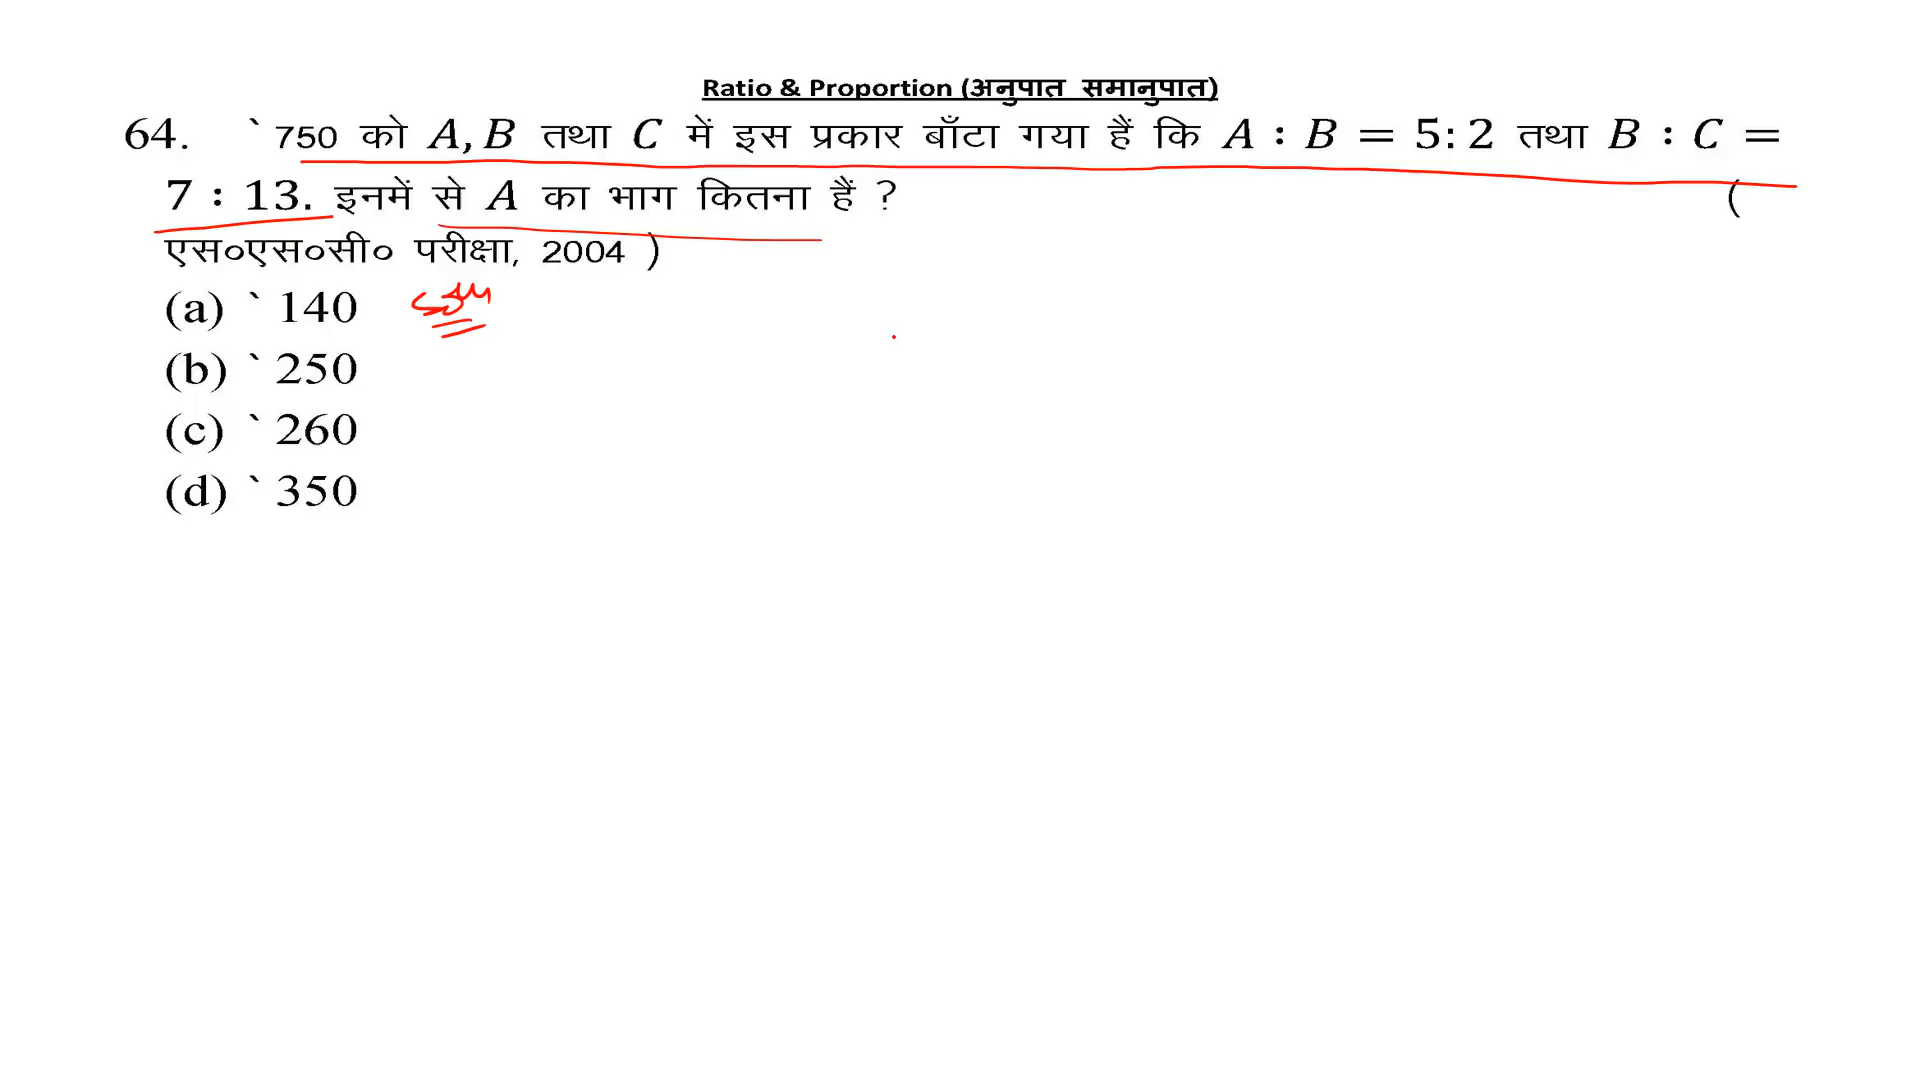 Ratio & Proportion (अनुपात समानुपात)
64. ` 750 को A, B तथा C में इस प्रकार बाँटा गया हैं कि A : B = 5: 2 तथा B : C =
7 : 13. इनमें से A का भाग कितना हैं ? (
एस०एस०सी० परीक्षा, 2004 )
(a) ` 140
(b) ` 250
(c) ` 260
(d) ` 350